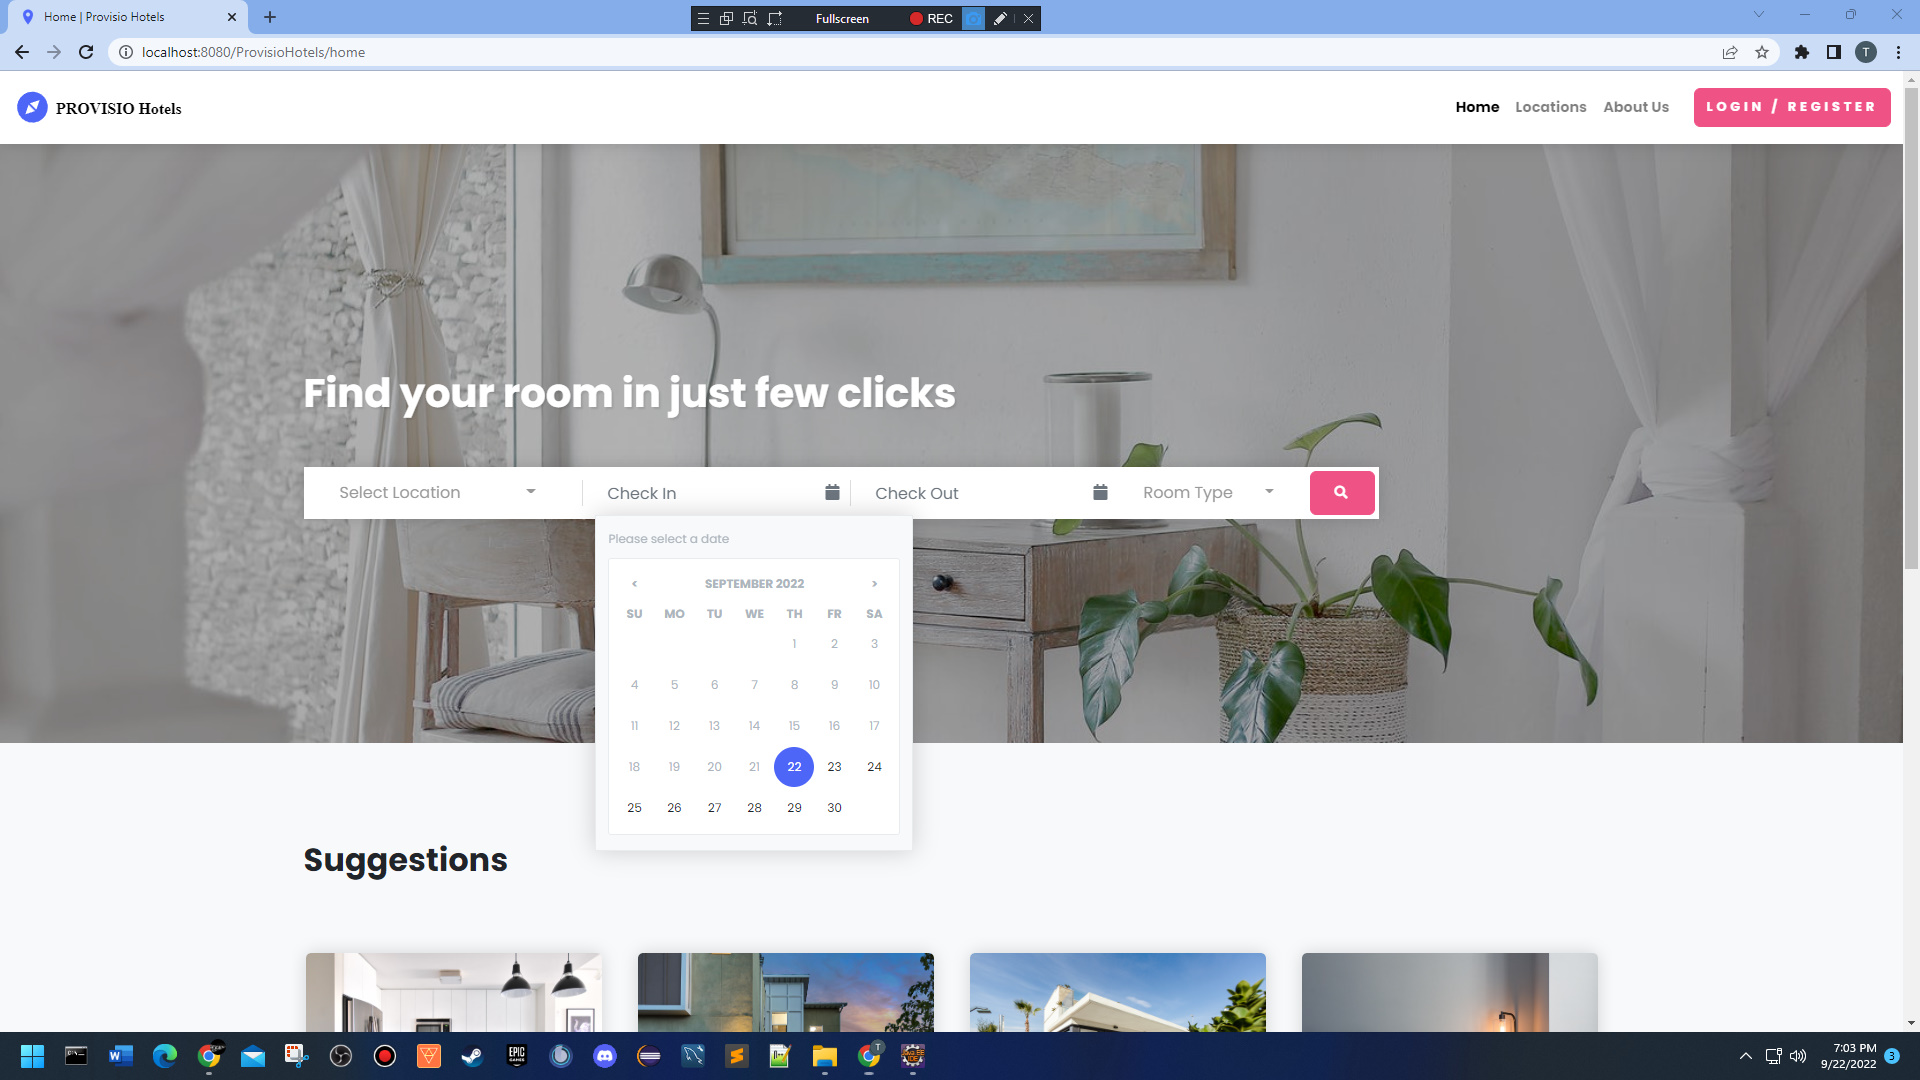 Home | Provisio Hotels
Fullscreen
REC
localhost:8080/ProvisioHotels/home
T
PROVISIO Hotels
Home
Locations
About Us
LOGIN / REGISTER
Find your room in just few clicks
Select Location
Check In
Check Out
Room Type
Please select a date
< SEPTEMBER 2022 >
SU MO TU WE TH FR SA
1 2 3
4 5 6 7 8 9 10
11 12 13 14 15 16 17
18 19 20 21 22 23 24
25 26 27 28 29 30
Suggestions
EPIC
GAMES
7:03 PM
9/22/2022
3